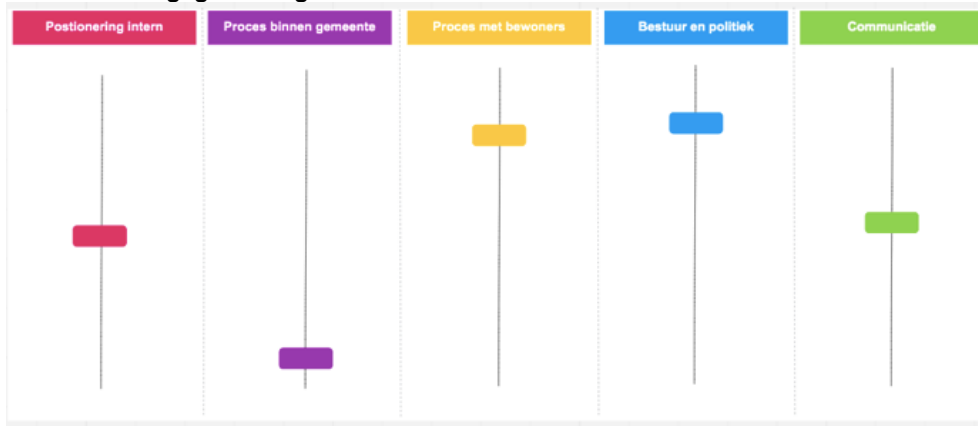 Postionering intern
Proces binnen gemeente
Proces met bewoners
Bestuur en politiek
Communicatie